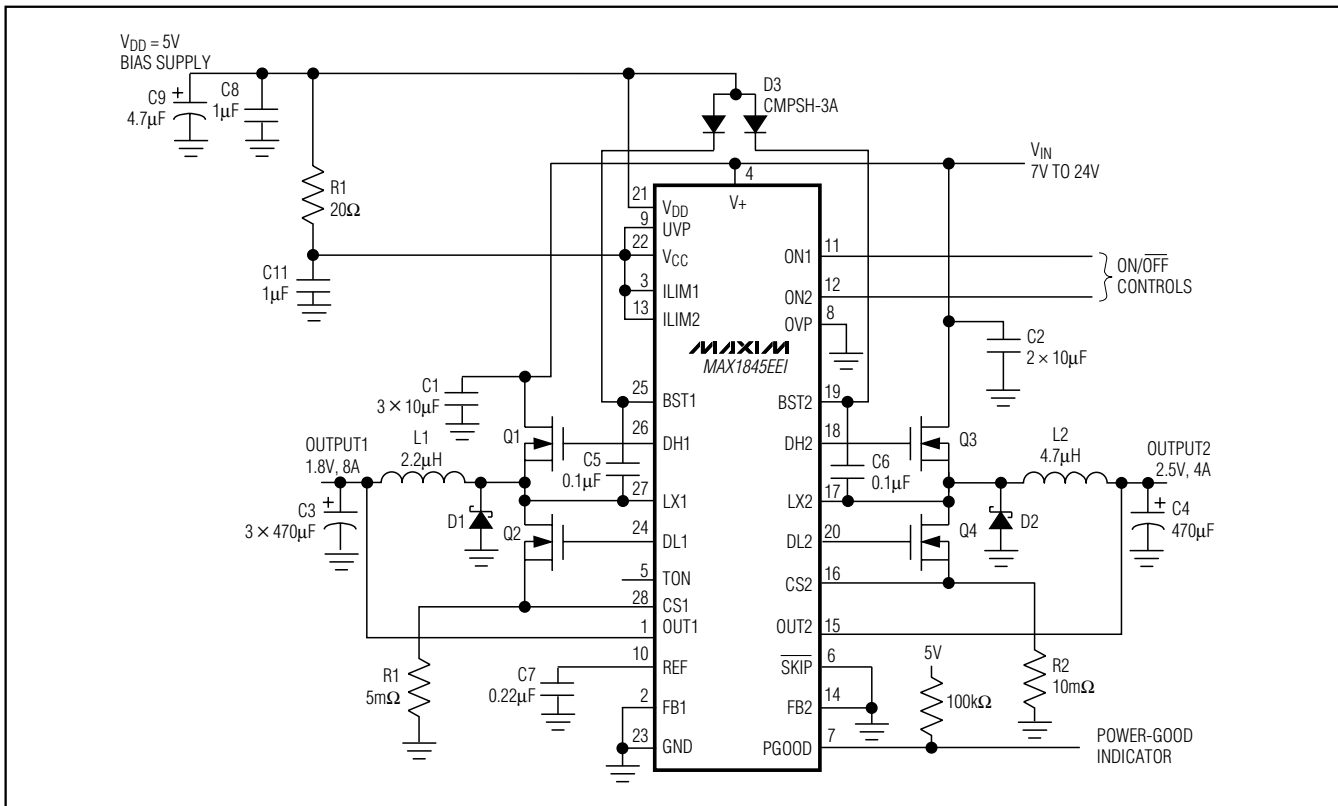 VDD = 5V
BIAS SUPPLY
C9
4.7µF
+
C8
1µF
D3
CMPSH-3A
VIN
7V TO 24V
R1
20Ω
C11
1µF
21
VDD
9
UVP
22
VCC
3
ILIM1
13
ILIM2
4
V+
ON1
11
ON2
12
ON/OFF
CONTROLS
OVP
8
C2
2 × 10µF
MAXIM
MAX1845EEI
C1
3 × 10µF
25
BST1
BST2
19
Q1
26
DH1
DH2
18
Q3
OUTPUT1
1.8V, 8A
L1
2.2µH
C5
0.1µF
C6
0.1µF
L2
4.7µH
OUTPUT2
2.5V, 4A
27
LX1
LX2
17
+
C3
3 × 470µF
D1
Q2
24
DL1
DL2
20
Q4
D2
+
C4
470µF
5
TON
CS2
16
28
CS1
1
OUT1
OUT2
15
R1
5mΩ
10
REF
C7
0.22µF
SKIP
6
5V
100kΩ
R2
10mΩ
2
FB1
FB2
14
23
GND
PGOOD
7
POWER-GOOD
INDICATOR